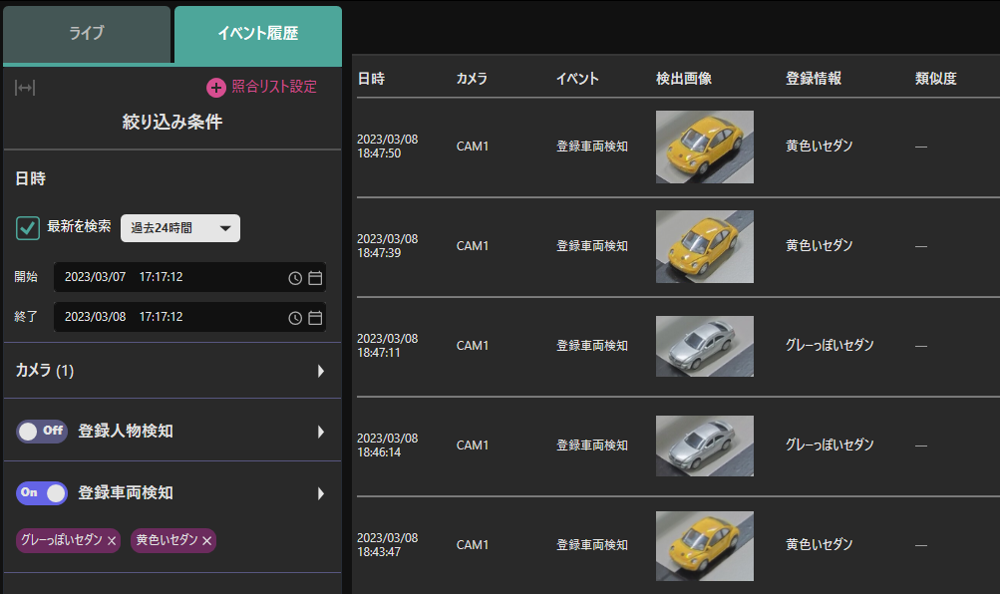 ライブ
イベント履歴
照合リスト設定
絞り込み条件
日時
最新を検索
過去24時間
開始
2023/03/07 17:17:12
終了
2023/03/08 17:17:12
カメラ (1)
Off
登録人物検知
On
登録車両検知
グレーっぽいセダン ×
黄色いセダン ×
日時 カメラ イベント 検出画像 登録情報 類似度
2023/03/08
18:47:50
CAM1 登録車両検知 黄色いセダン —
2023/03/08
18:47:39
CAM1 登録車両検知 黄色いセダン —
2023/03/08
18:47:11
CAM1 登録車両検知 グレーっぽいセダン —
2023/03/08
18:46:14
CAM1 登録車両検知 グレーっぽいセダン —
2023/03/08
18:43:47
CAM1 登録車両検知 黄色いセダン —